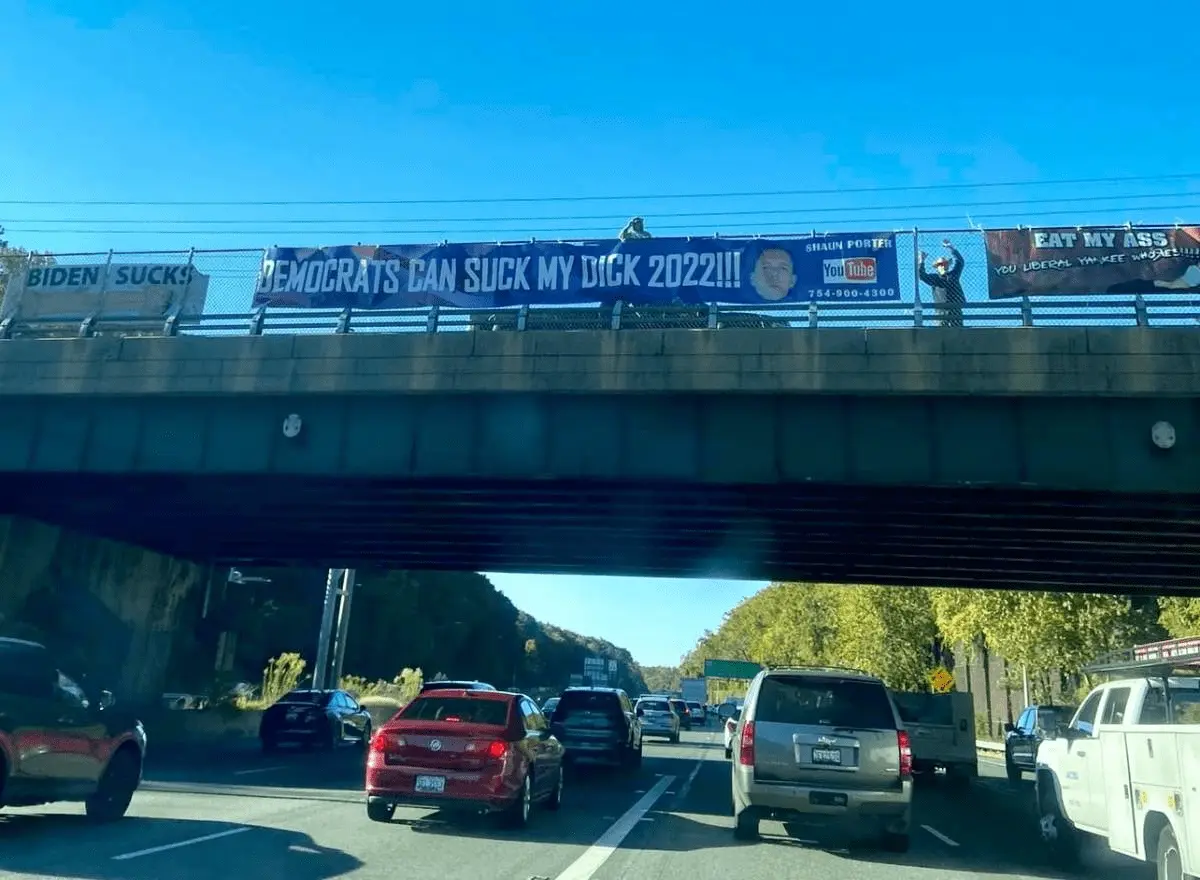 BIDEN SUCKS
DEMOCRATS CAN SUCK MY DICK 2022!!!
SHAUN PORTER
YouTube
754-900-4300
EAT MY ASS
YOU LIBERAL YANKEE